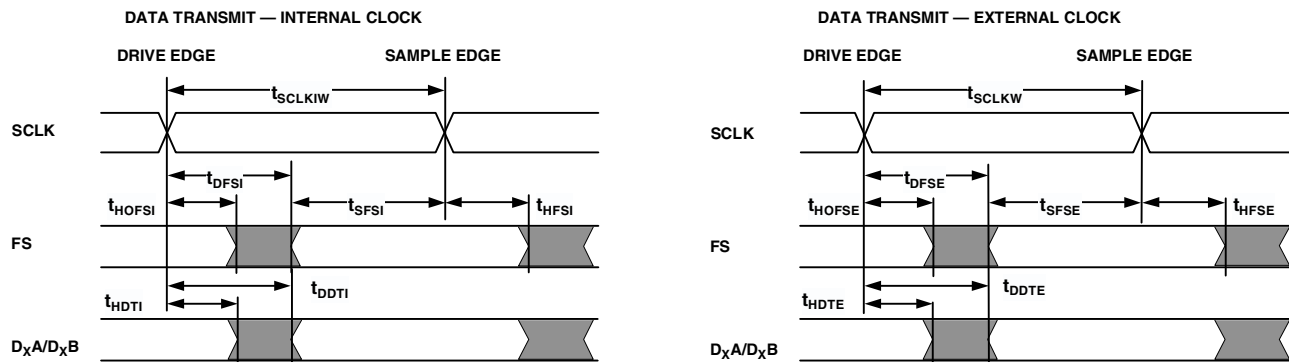 DATA TRANSMIT — INTERNAL CLOCK
DRIVE EDGE
SAMPLE EDGE
tSCLKIW
SCLK
tDFSI
tHOFSI
tSFSI
tHFSI
FS
tDDTI
tHDTI
DXA/DXB
DATA TRANSMIT — EXTERNAL CLOCK
DRIVE EDGE
SAMPLE EDGE
tSCLKW
SCLK
tDFSE
tHOFSE
tSFSE
tHFSE
FS
tDDTE
tHDTE
DXA/DXB